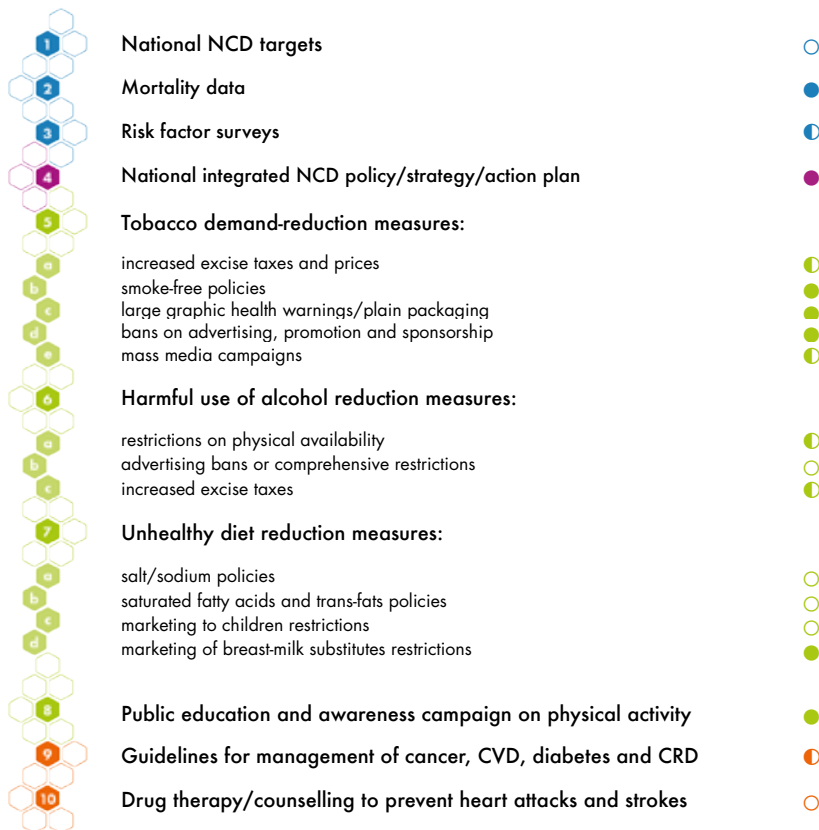 1 National NCD targets
2 Mortality data
3 Risk factor surveys
4 National integrated NCD policy/strategy/action plan
5 Tobacco demand-reduction measures:
a increased excise taxes and prices
b smoke-free policies
c large graphic health warnings/plain packaging
d bans on advertising, promotion and sponsorship
e mass media campaigns
6 Harmful use of alcohol reduction measures:
a restrictions on physical availability
b advertising bans or comprehensive restrictions
c increased excise taxes
7 Unhealthy diet reduction measures:
a salt/sodium policies
b saturated fatty acids and trans-fats policies
c marketing to children restrictions
d marketing of breast-milk substitutes restrictions
8 Public education and awareness campaign on physical activity
9 Guidelines for management of cancer, CVD, diabetes and CRD
10 Drug therapy/counselling to prevent heart attacks and strokes